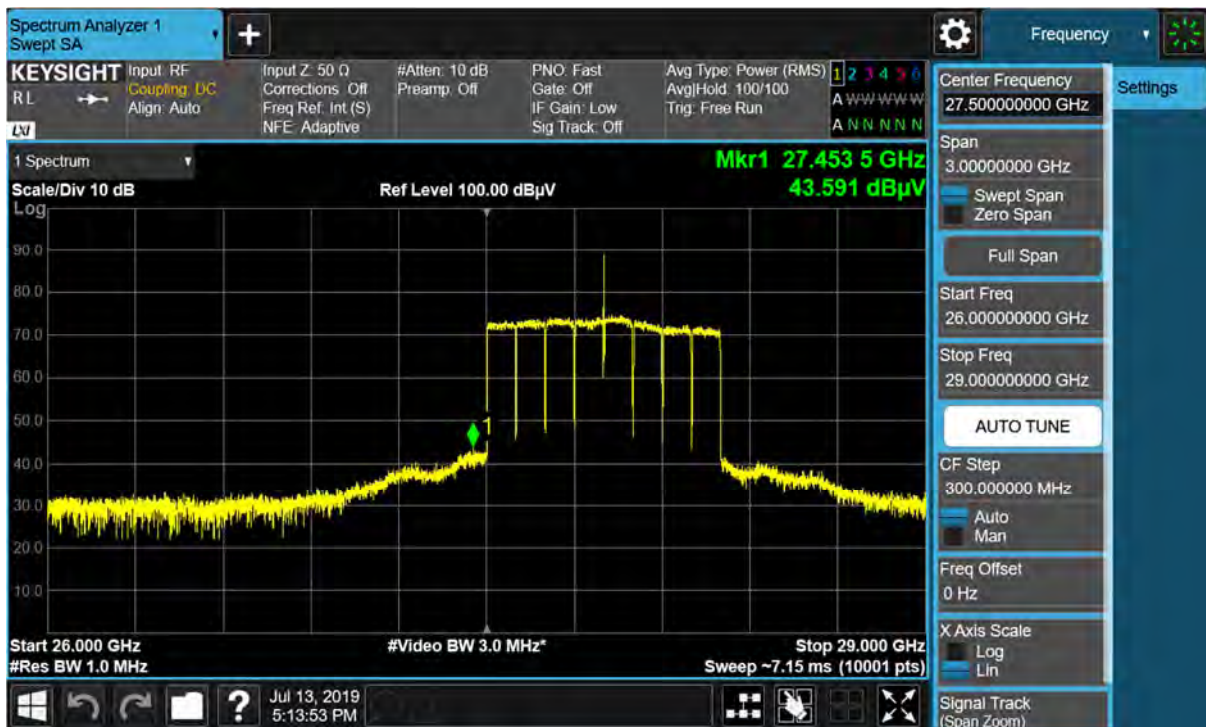 Spectrum Analyzer 1
Swept SA
+
Frequency
KEYSIGHT
RL
LXI
Input: RF
Coupling: DC
Align: Auto
Input Z: 50 Ω
Corrections: Off
Freq Ref: Int (S)
NFE: Adaptive
#Atten: 10 dB
Preamp: Off
PNO: Fast
Gate: Off
IF Gain: Low
Sig Track: Off
Avg Type: Power (RMS)
Avg|Hold: 100/100
Trig: Free Run
1 2 3 4 5 6
A W W W W W
A N N N N N
1 Spectrum
Scale/Div 10 dB
Ref Level 100.00 dBµV
Mkr1 27.453 5 GHz
43.591 dBµV
Log
90.0
80.0
70.0
60.0
50.0
40.0
30.0
20.0
10.0
1
Start 26.000 GHz
#Res BW 1.0 MHz
#Video BW 3.0 MHz*
Stop 29.000 GHz
Sweep ~7.15 ms (10001 pts)
Center Frequency
27.500000000 GHz
Settings
Span
3.00000000 GHz
Swept Span
Zero Span
Full Span
Start Freq
26.000000000 GHz
Stop Freq
29.000000000 GHz
AUTO TUNE
CF Step
300.000000 MHz
Auto
Man
Freq Offset
0 Hz
X Axis Scale
Log
Lin
Signal Track
(Span Zoom)
?
Jul 13, 2019
5:13:53 PM